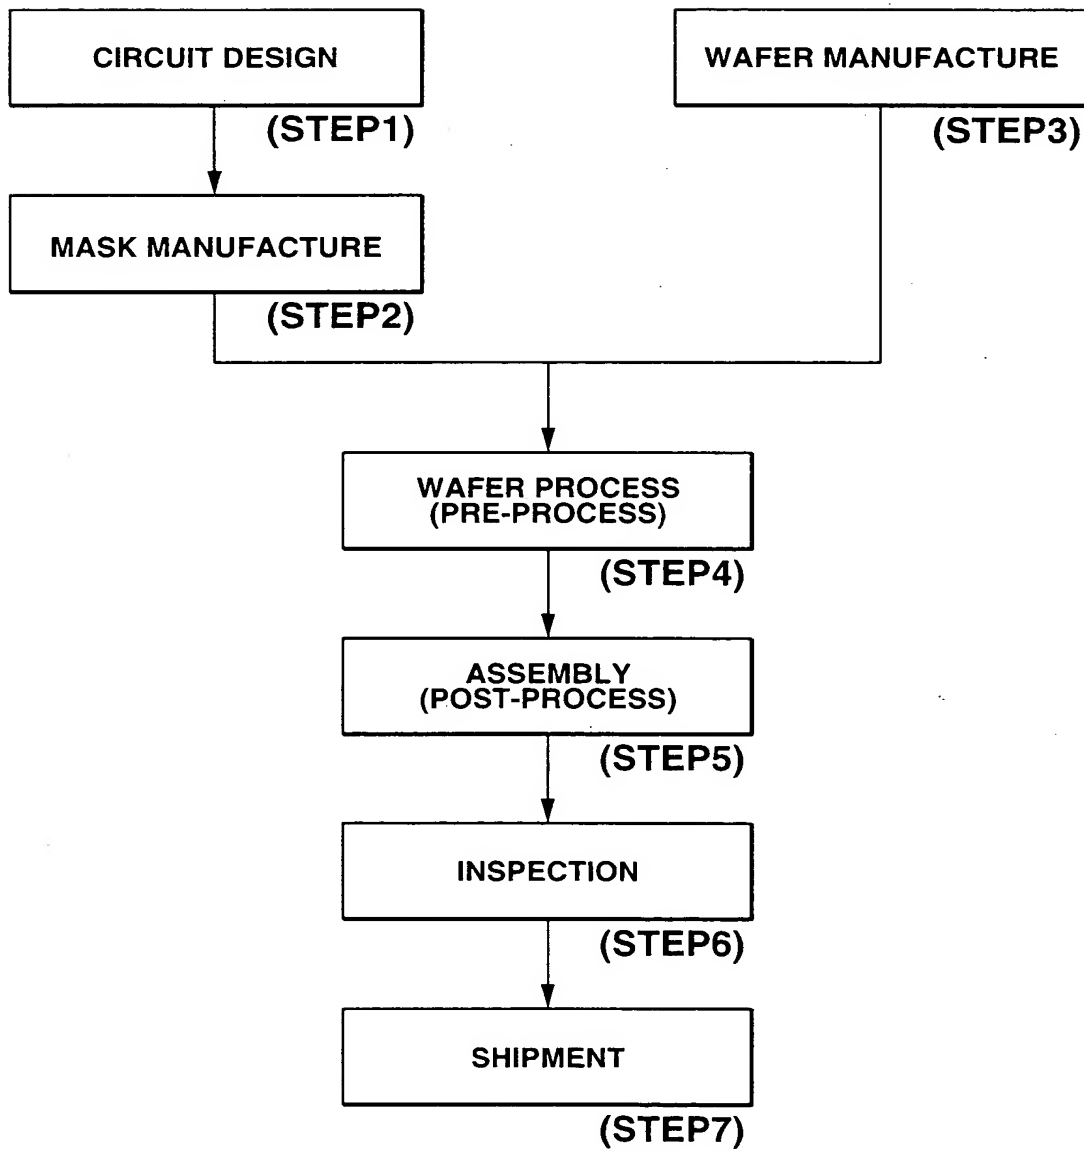 CIRCUIT DESIGN
(STEP1)
WAFER MANUFACTURE
(STEP3)
MASK MANUFACTURE
(STEP2)
WAFER PROCESS
(PRE-PROCESS)
(STEP4)
ASSEMBLY
(POST-PROCESS)
(STEP5)
INSPECTION
(STEP6)
SHIPMENT
(STEP7)